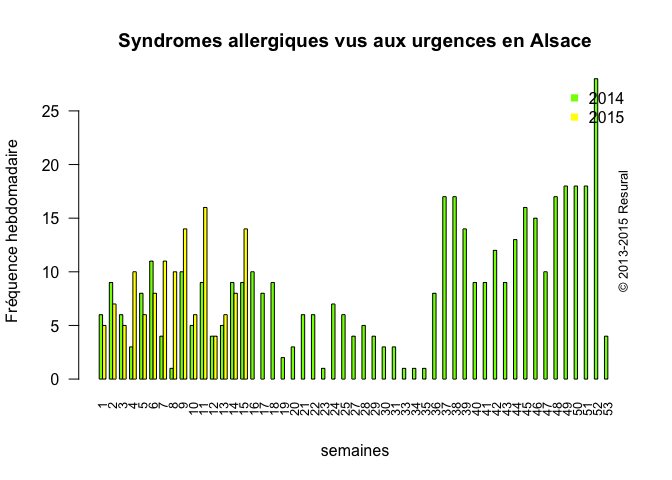 Syndromes allergiques vus aux urgences en Alsace
2014
2015
Fréquence hebdomadaire
25
20
15
10
5
0
1 2 3 4 5 6 7 8 9 10 11 12 13 14 15 16 17 18 19 20 21 22 23 24 25 27 28 29 30 31 33 34 35 36 37 38 39 40 41 42 43 44 45 46 47 48 49 50 51 52 53
semaines
© 2013-2015 Resural